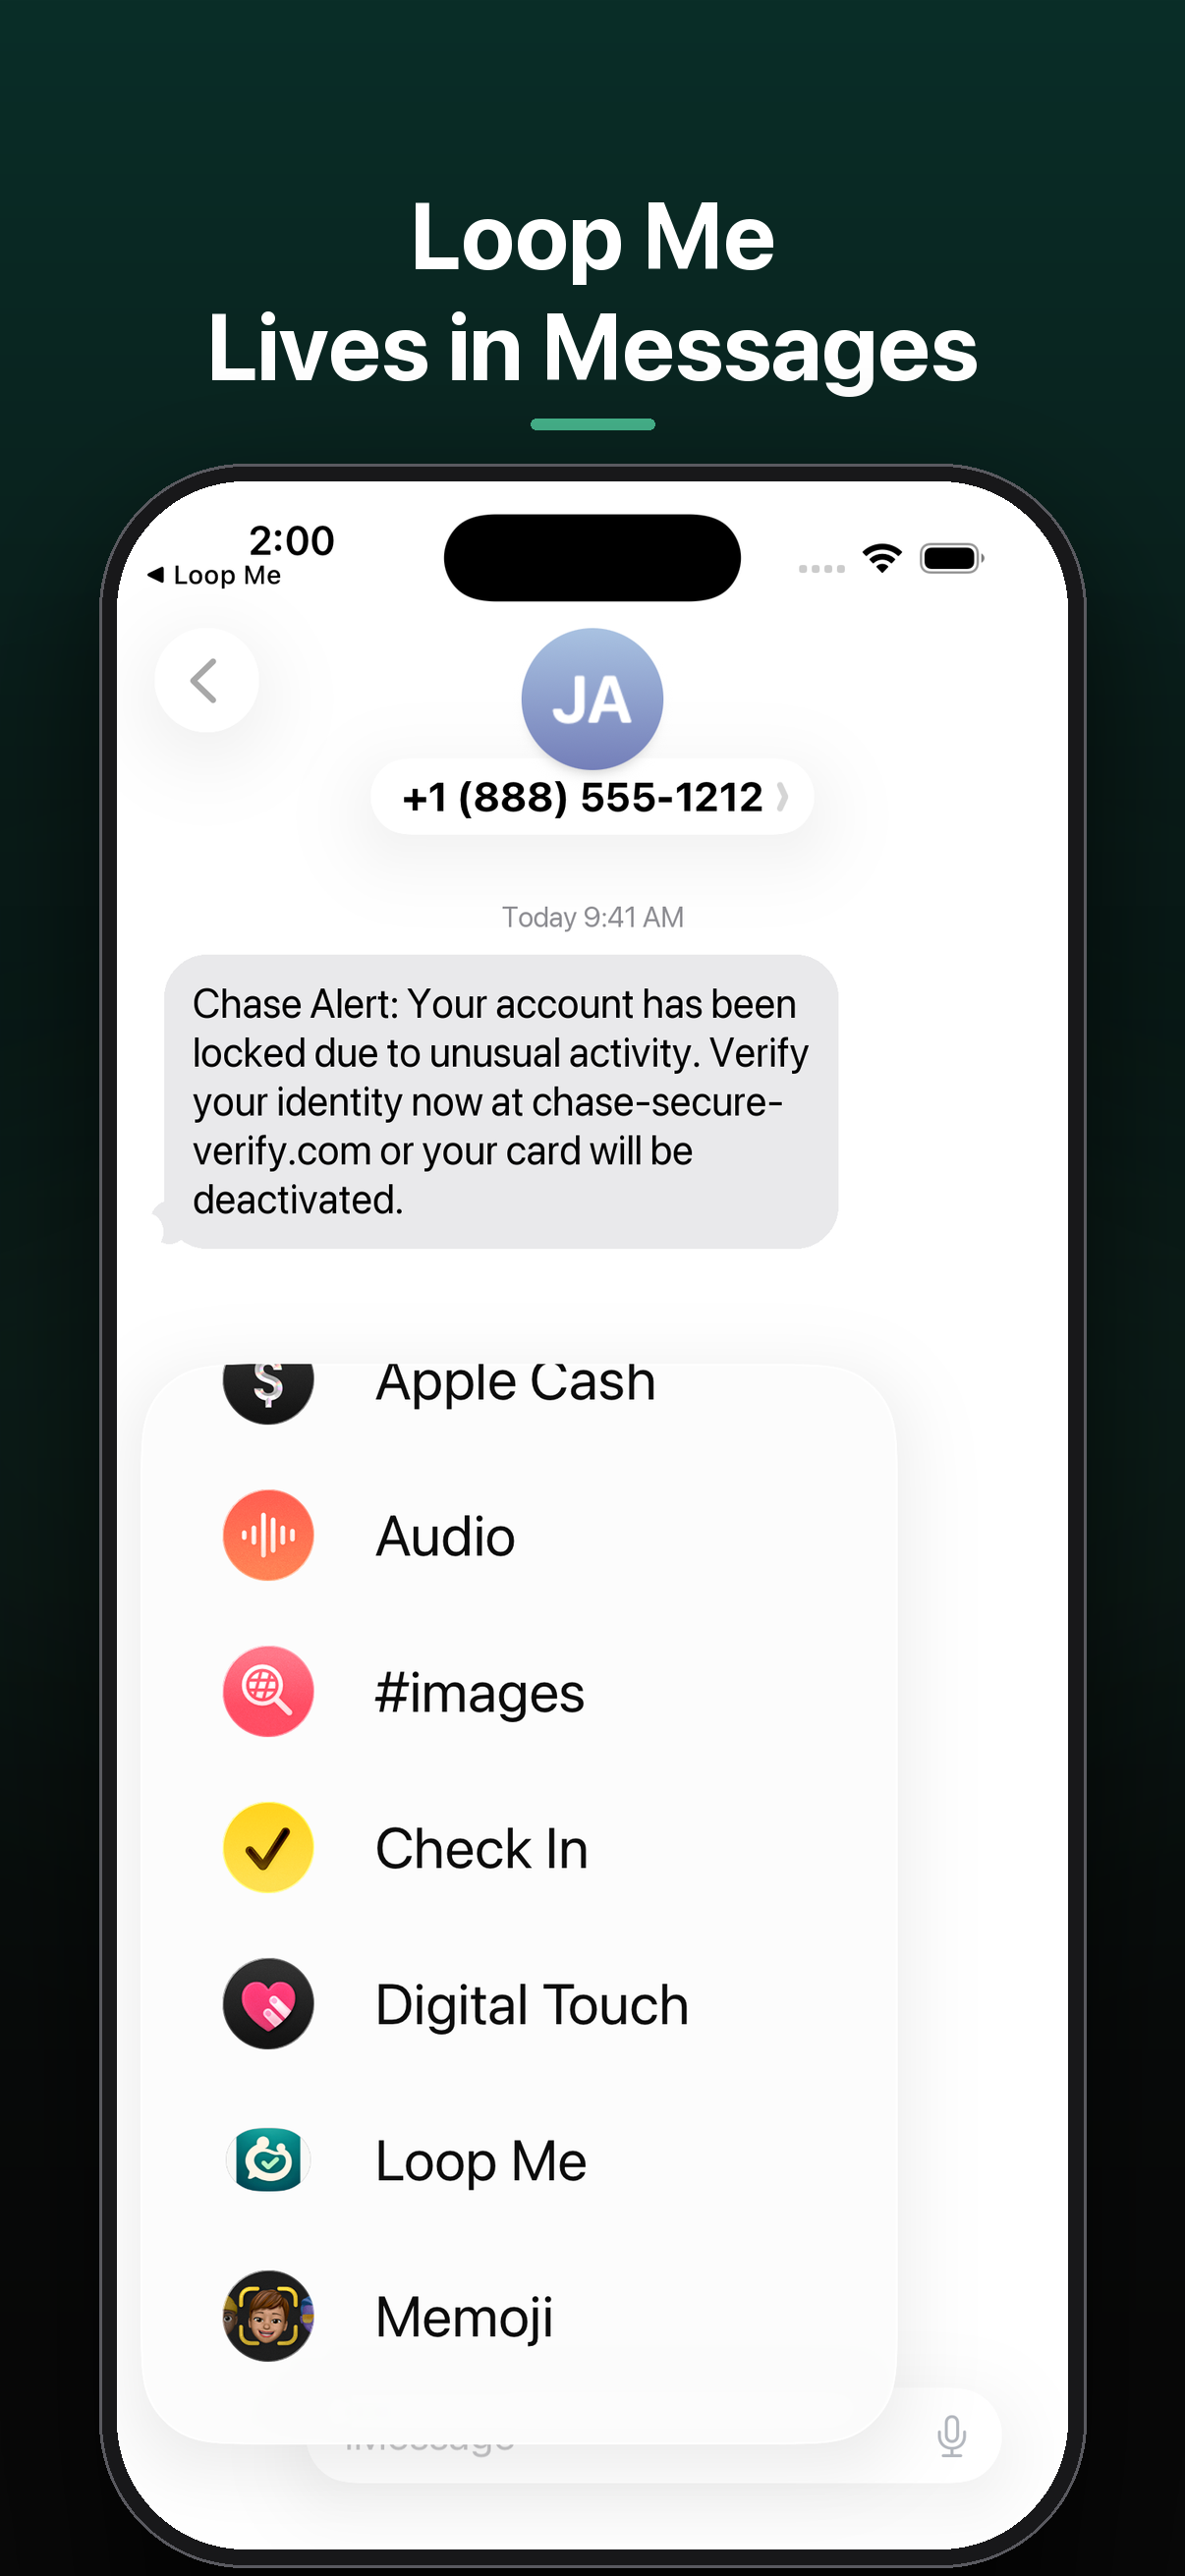 Loop Me
Lives in Messages
2:00
Loop Me
JA
+1 (888) 555-1212
Today 9:41 AM
Chase Alert: Your account has been
locked due to unusual activity. Verify
your identity now at chase-secure-
verify.com or your card will be
deactivated.
$ Apple Cash
Audio
#images
Check In
Digital Touch
Loop Me
Memoji
iMessage